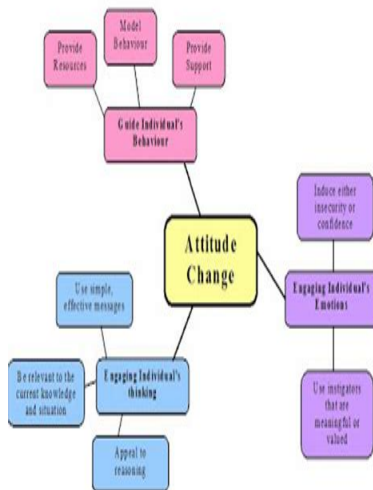 Model
Behaviour
Provide
Resources
Provide
Support
Guide Individual's
Behaviour
Induce either
insecurity or
confidence
Attitude
Change
Engaging Individual's
Emotions
Use simple,
effective messages
Engaging Individual's
thinking
Be relevant to the
current knowledge
and situation
Use instigators
that are
meaningful or
valued
Appeal to
reasoning